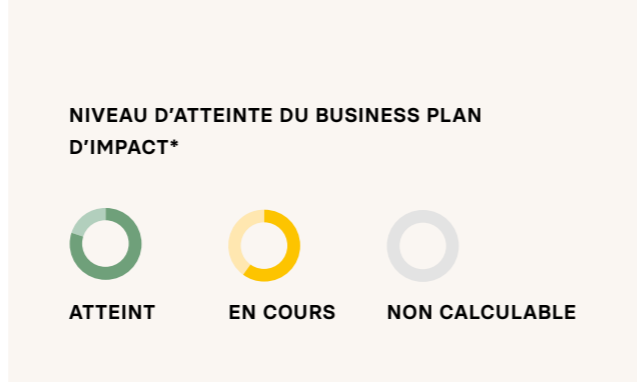 NIVEAU D’ATTEINTE DU BUSINESS PLAN
D’IMPACT*
ATTEINT
EN COURS
NON CALCULABLE